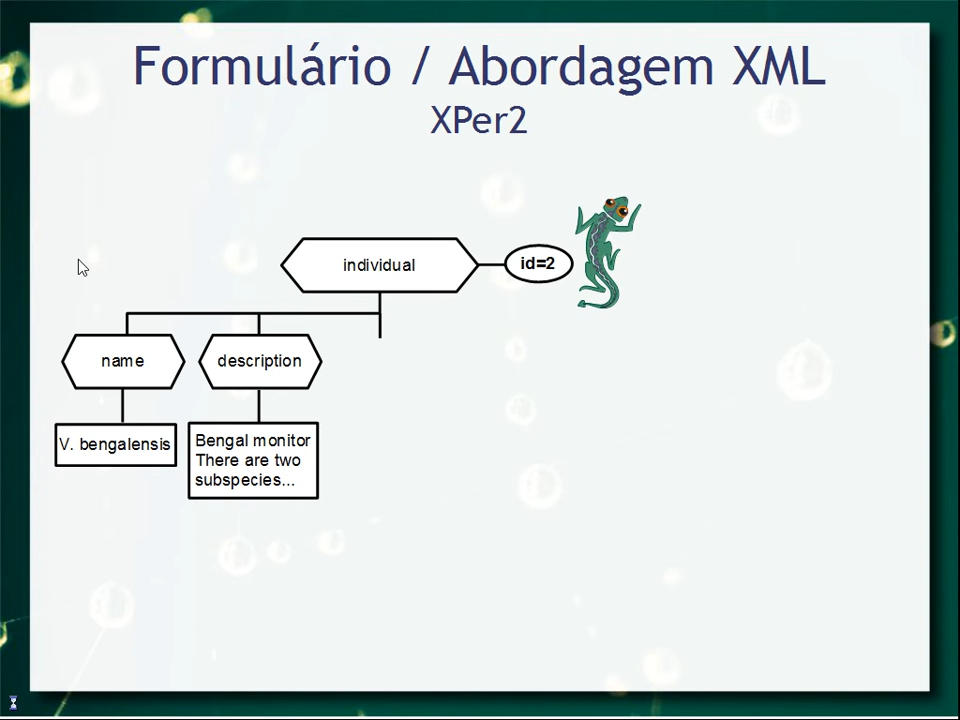 Formulário / Abordagem XML
XPer2
individual
id=2
name
description
V. bengalensis
Bengal monitor
There are two
subspecies...